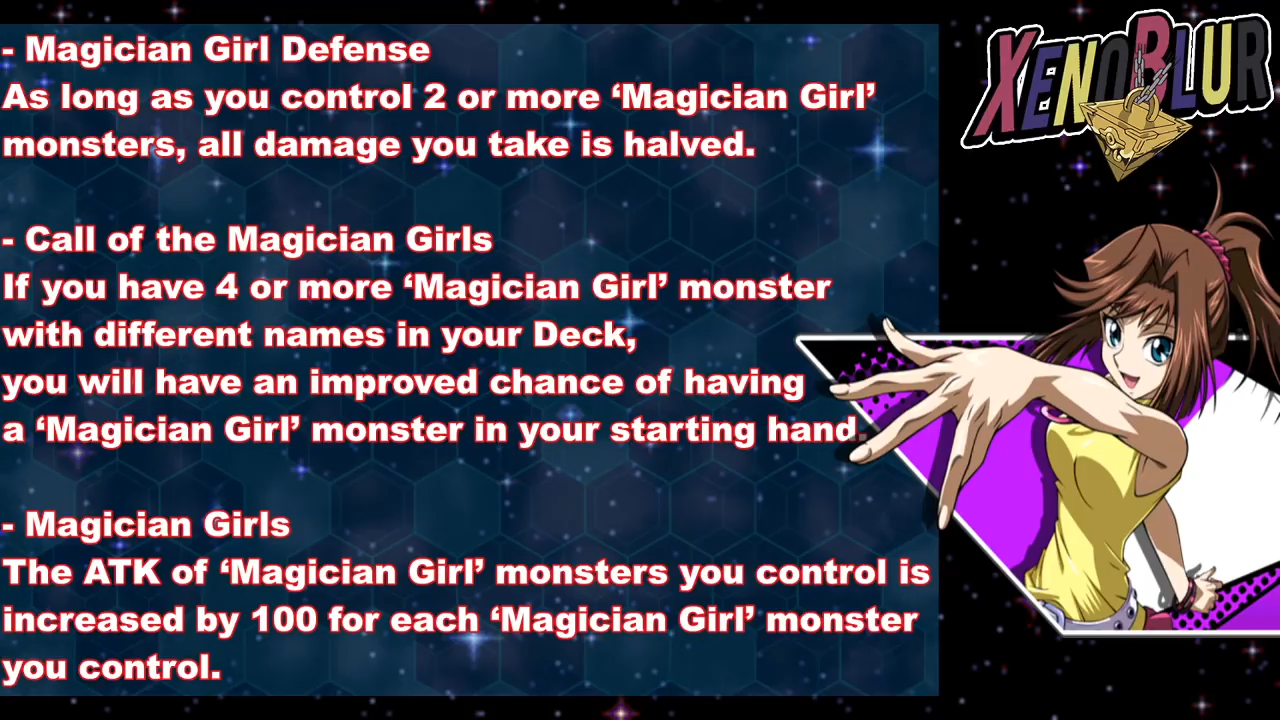 - Magician Girl Defense
As long as you control 2 or more ‘Magician Girl’
monsters, all damage you take is halved.
- Call of the Magician Girls
If you have 4 or more ‘Magician Girl’ monster
with different names in your Deck,
you will have an improved chance of having
a ‘Magician Girl’ monster in your starting hand.
- Magician Girls
The ATK of ‘Magician Girl’ monsters you control is
increased by 100 for each ‘Magician Girl’ monster
you control.
XENOBLUR